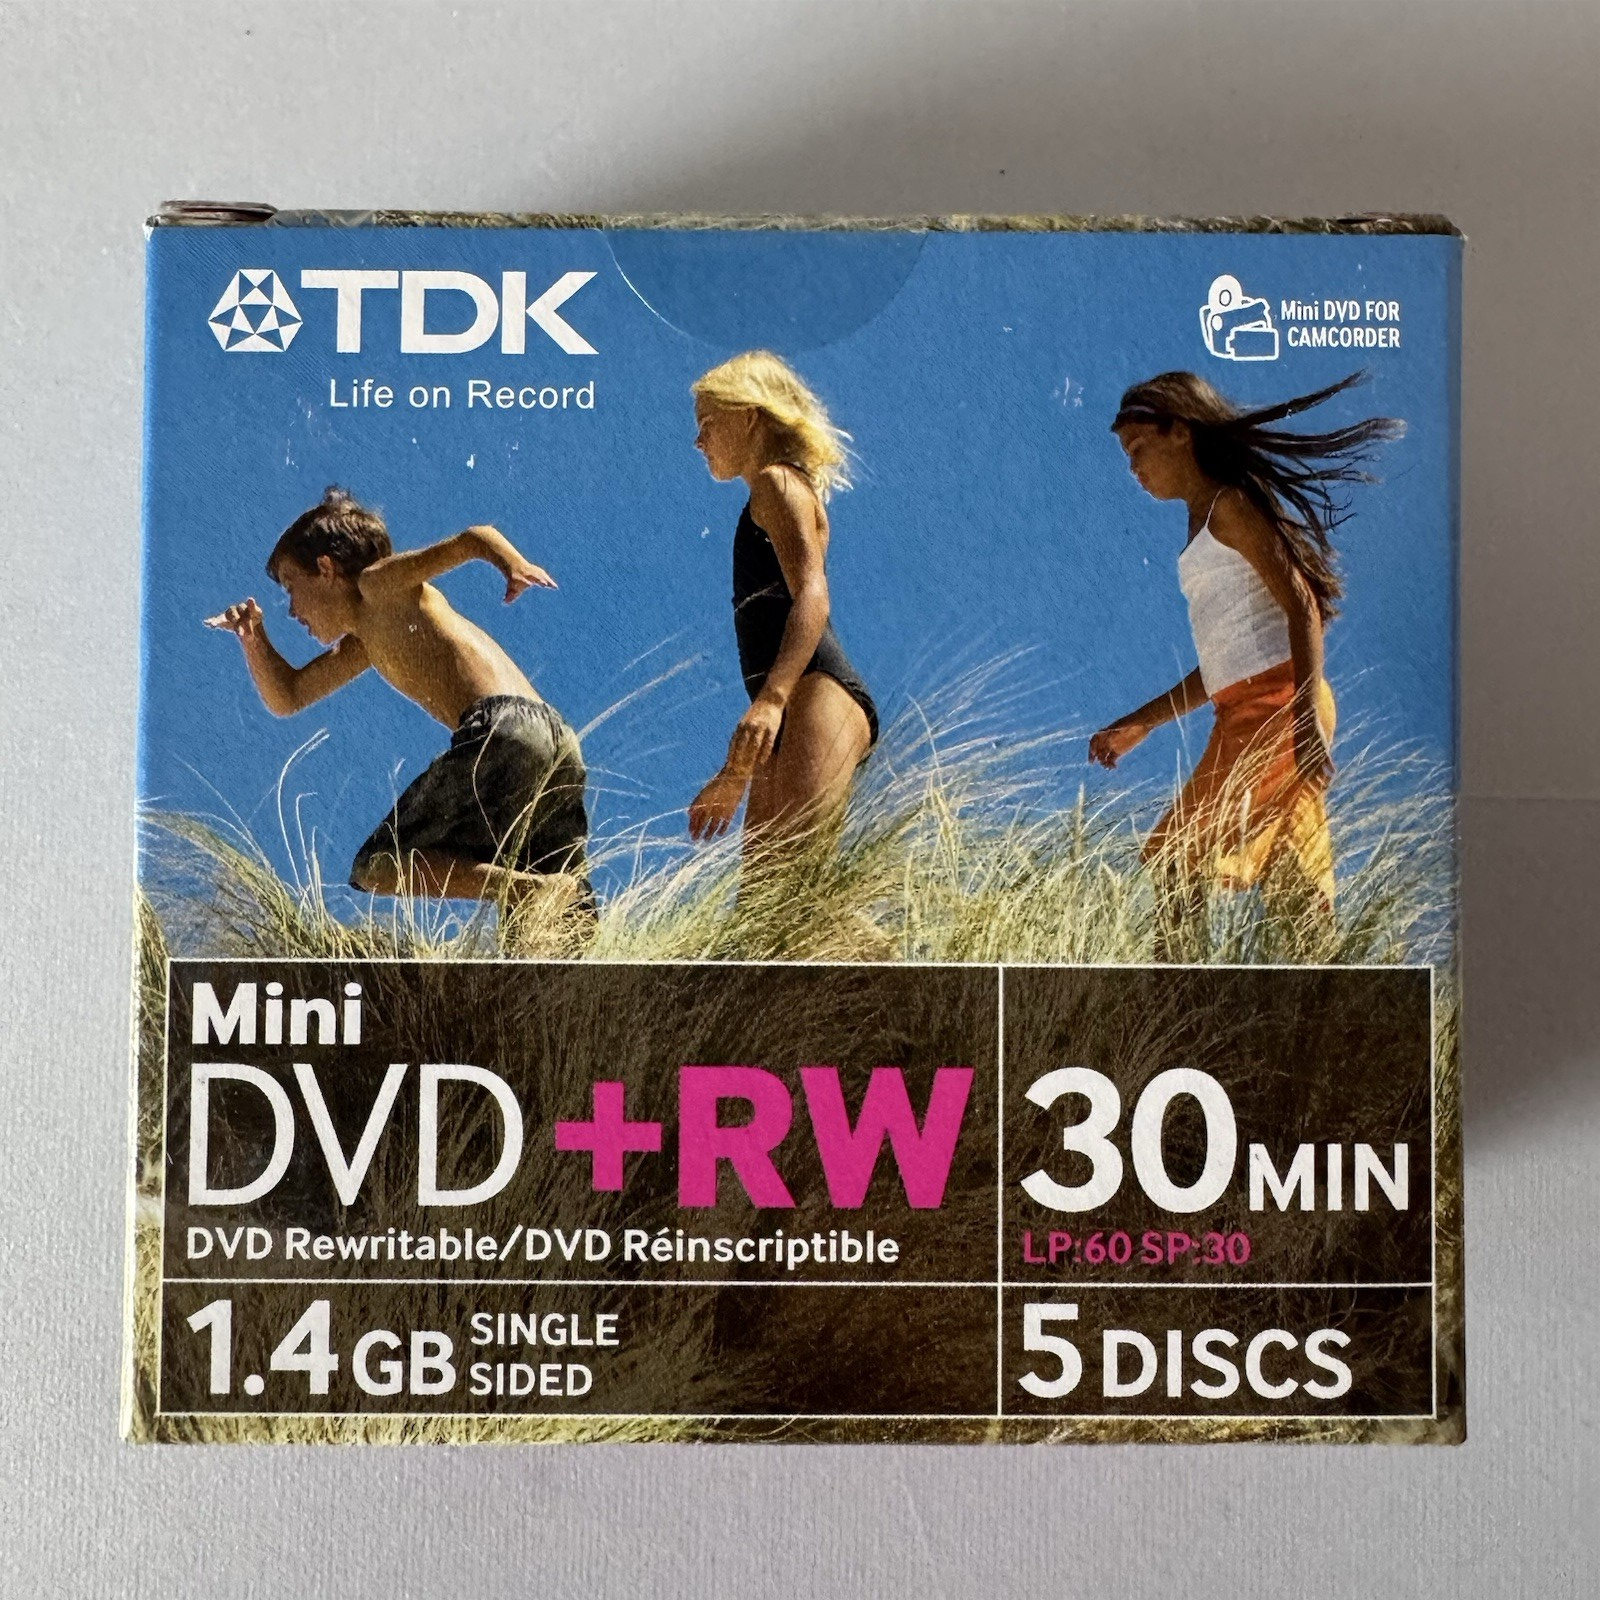 TDK
Life on Record
Mini DVD FOR
CAMCORDER
Mini
DVD +RW
DVD Rewritable/DVD Réinscriptible
30 MIN
LP:60 SP:30
1.4 GB SINGLE
SIDED
5 DISCS